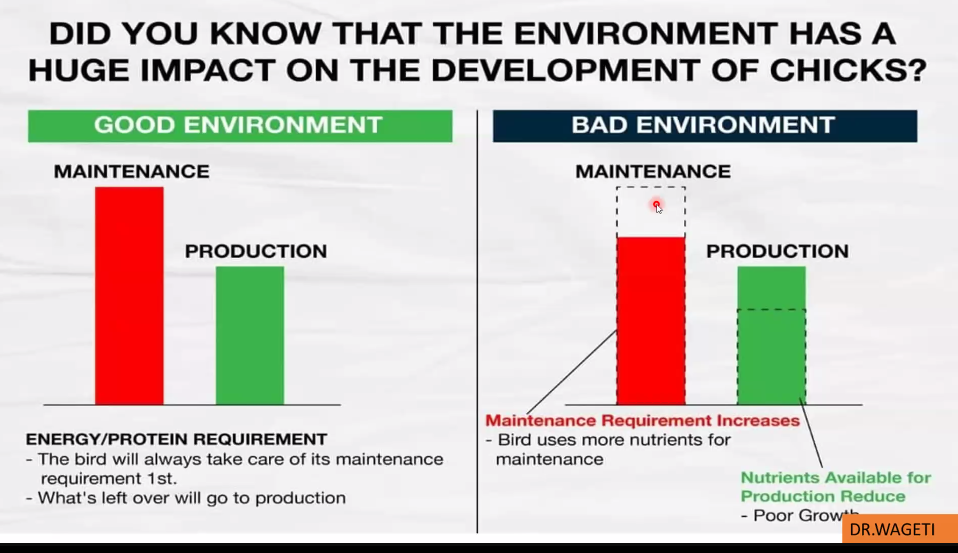 DID YOU KNOW THAT THE ENVIRONMENT HAS A
HUGE IMPACT ON THE DEVELOPMENT OF CHICKS?
GOOD ENVIRONMENT
MAINTENANCE
PRODUCTION
ENERGY/PROTEIN REQUIREMENT
- The bird will always take care of its maintenance
requirement 1st.
- What's left over will go to production
BAD ENVIRONMENT
MAINTENANCE
PRODUCTION
Maintenance Requirement Increases
- Bird uses more nutrients for
maintenance
Nutrients Available for
Production Reduce
- Poor Growth
DR.WAGETI